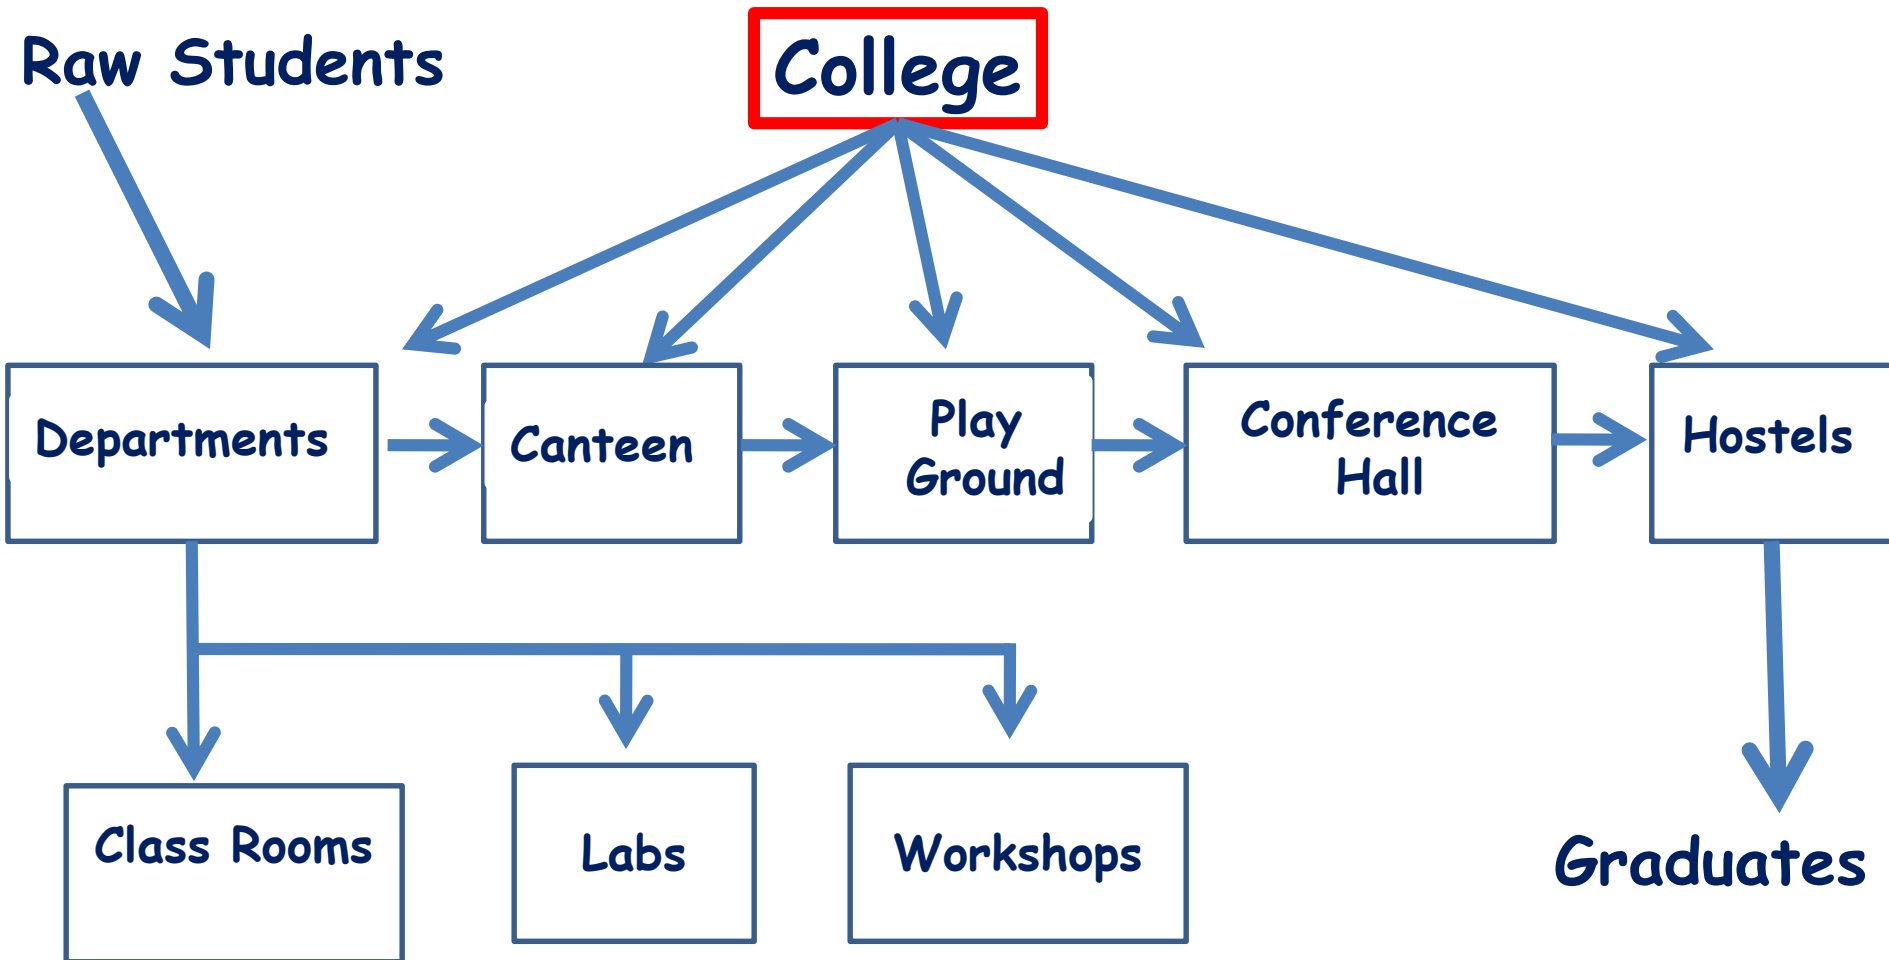 Raw Students
College
Departments
Canteen
Play
Ground
Conference
Hall
Hostels
Class Rooms
Labs
Workshops
Graduates